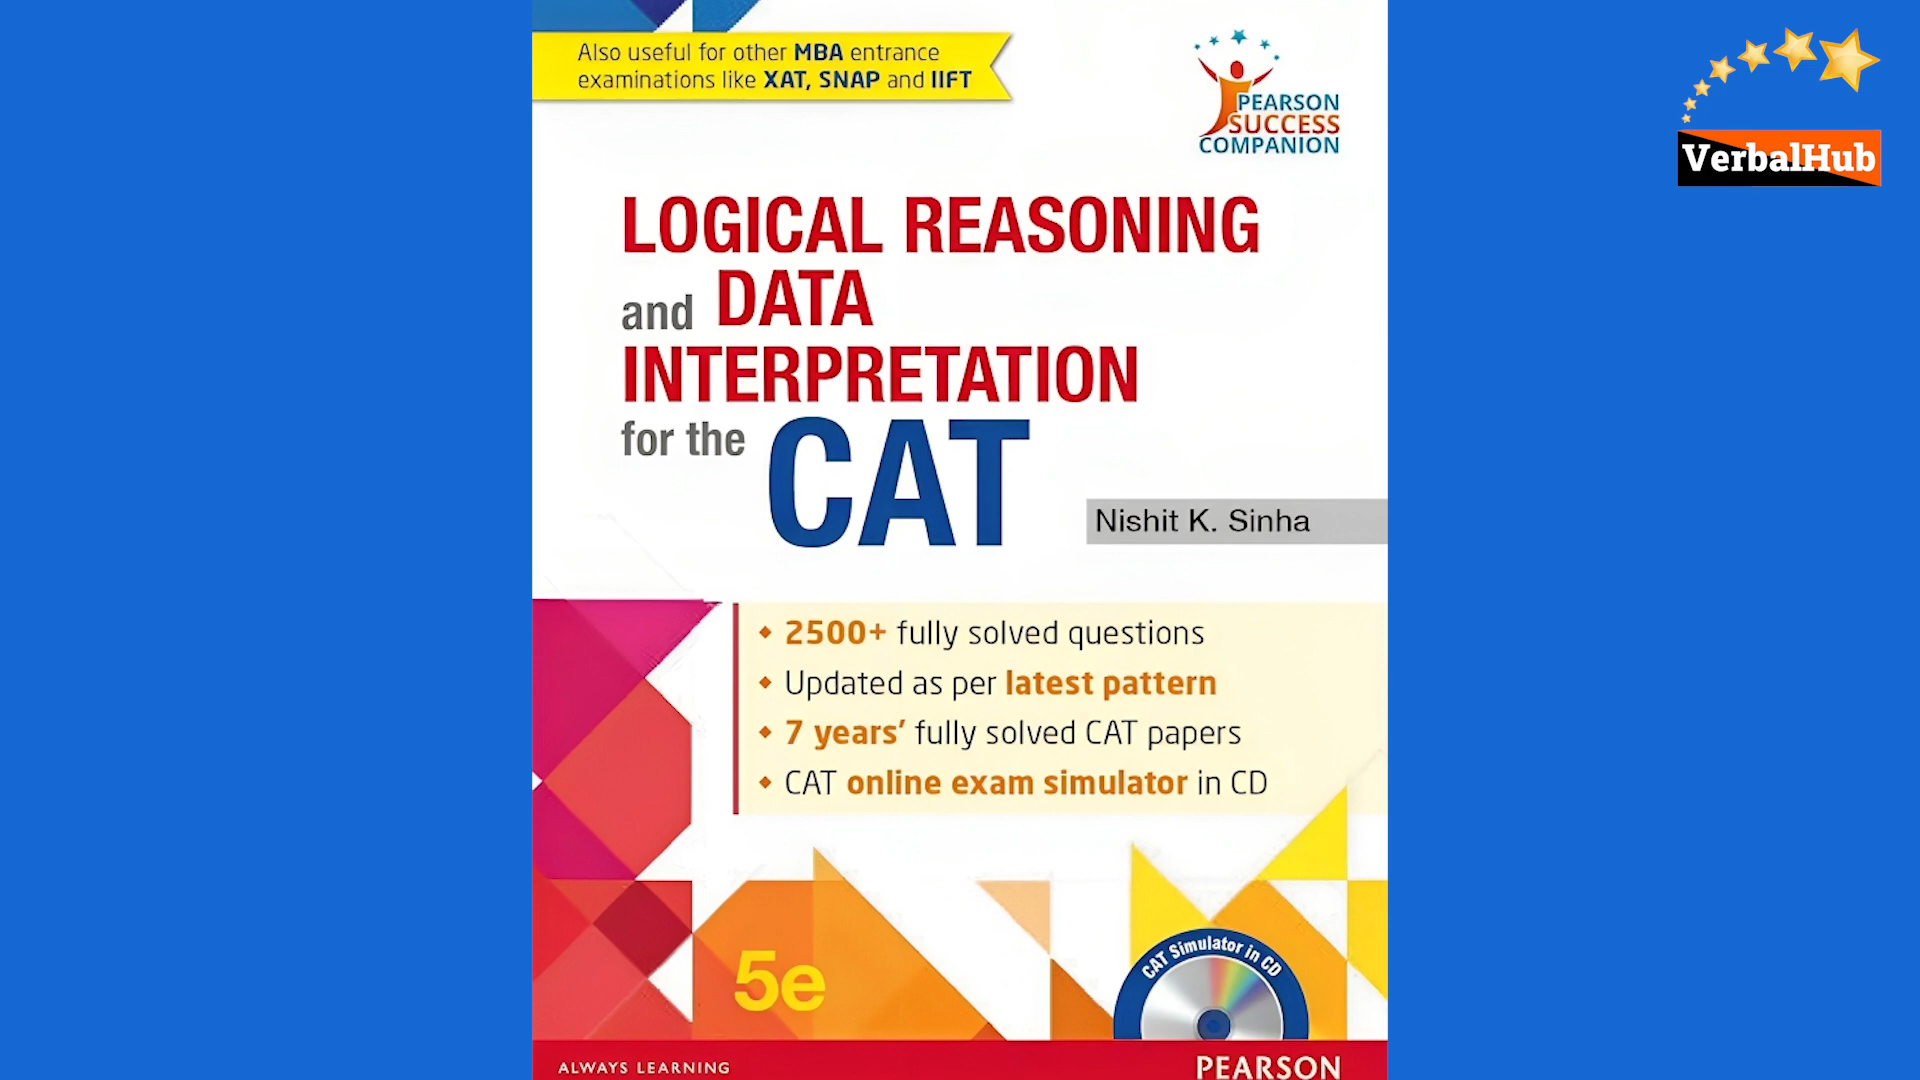 Also useful for other MBA entrance
examinations like XAT, SNAP and IIFT
PEARSON
SUCCESS
COMPANION
VerbalHub
LOGICAL REASONING
and DATA
INTERPRETATION
for the CAT
Nishit K. Sinha
2500+ fully solved questions
Updated as per latest pattern
7 years’ fully solved CAT papers
CAT online exam simulator in CD
5e
CAT Simulator in CD
ALWAYS LEARNING
PEARSON